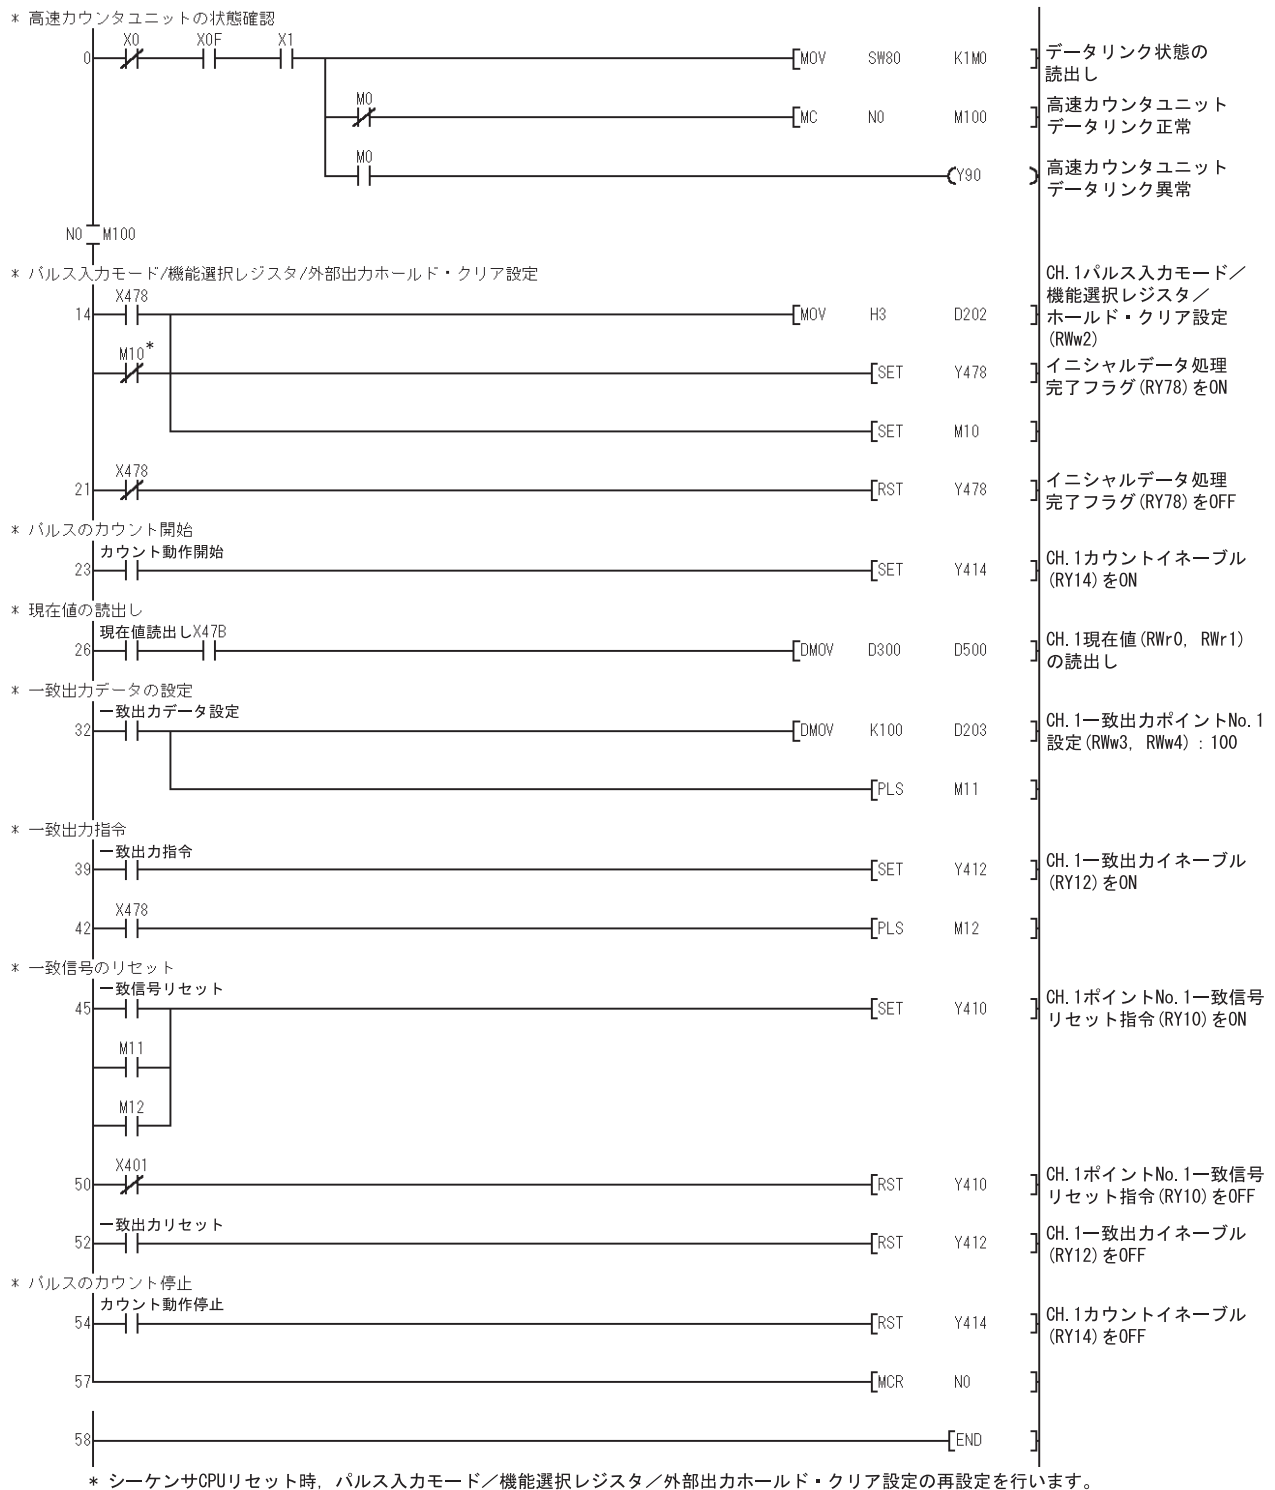 * 高速カウンタユニットの状態確認
X0 X0F X1
0 [MOV SW80 K1M0 ] データリンク状態の
読出し
M0
[MC N0 M100 ] 高速カウンタユニット
データリンク正常
M0
(Y90 ) 高速カウンタユニット
データリンク異常
N0 M100
* パルス入力モード/機能選択レジスタ/外部出力ホールド・クリア設定
X478
14 [MOV H3 D202 ] CH.1パルス入力モード／
機能選択レジスタ／
ホールド・クリア設定
(RWw2)
M10*
[SET Y478 ] イニシャルデータ処理
完了フラグ(RY78)をON
[SET M10 ]
X478
21 [RST Y478 ] イニシャルデータ処理
完了フラグ(RY78)をOFF
* パルスのカウント開始
カウント動作開始
23 [SET Y414 ] CH.1カウントイネーブル
(RY14)をON
* 現在値の読出し
現在値読出し X47B
26 [DMOV D300 D500 ] CH.1現在値(RWr0, RWr1)
の読出し
* 一致出力データの設定
一致出力データ設定
32 [DMOV K100 D203 ] CH.1一致出力ポイントNo.1
設定(RWw3, RWw4)：100
[PLS M11 ]
* 一致出力指令
一致出力指令
39 [SET Y412 ] CH.1一致出力イネーブル
(RY12)をON
X478
42 [PLS M12 ]
* 一致信号のリセット
一致信号リセット
45 [SET Y410 ] CH.1ポイントNo.1一致信号
リセット指令(RY10)をON
M11
M12
X401
50 [RST Y410 ] CH.1ポイントNo.1一致信号
リセット指令(RY10)をOFF
一致出力リセット
52 [RST Y412 ] CH.1一致出力イネーブル
(RY12)をOFF
* パルスのカウント停止
カウント動作停止
54 [RST Y414 ] CH.1カウントイネーブル
(RY14)をOFF
57 [MCR N0 ]
58 [END ]
* シーケンサCPUリセット時, パルス入力モード／機能選択レジスタ／外部出力ホールド・クリア設定の再設定を行います。